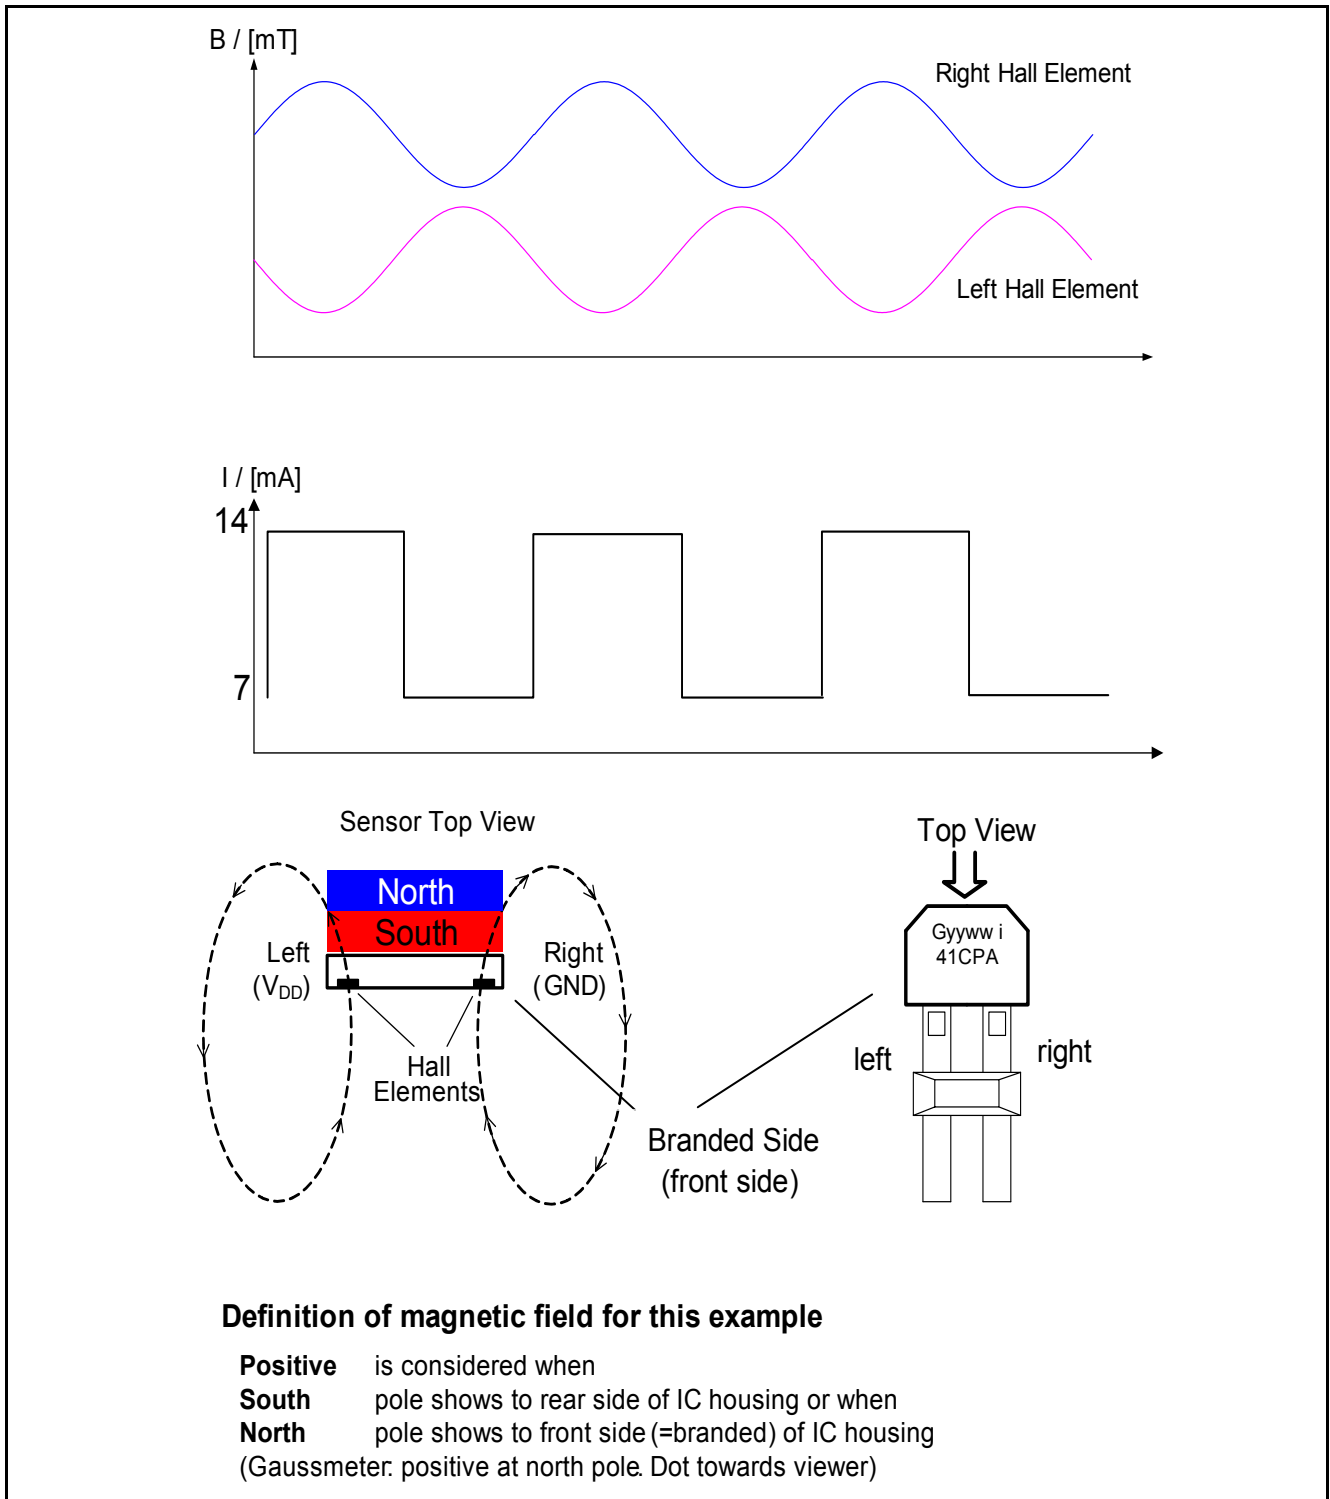 B / [mT]
Right Hall Element
Left Hall Element
I / [mA]
14
7
Sensor Top View
Top View
North
South
Left
(VDD)
Right
(GND)
Hall
Elements
Gyyww i
41CPA
left
right
Branded Side
(front side)
Definition of magnetic field for this example
Positive is considered when
South pole shows to rear side of IC housing or when
North pole shows to front side (=branded) of IC housing
(Gaussmeter: positive at north pole. Dot towards viewer)